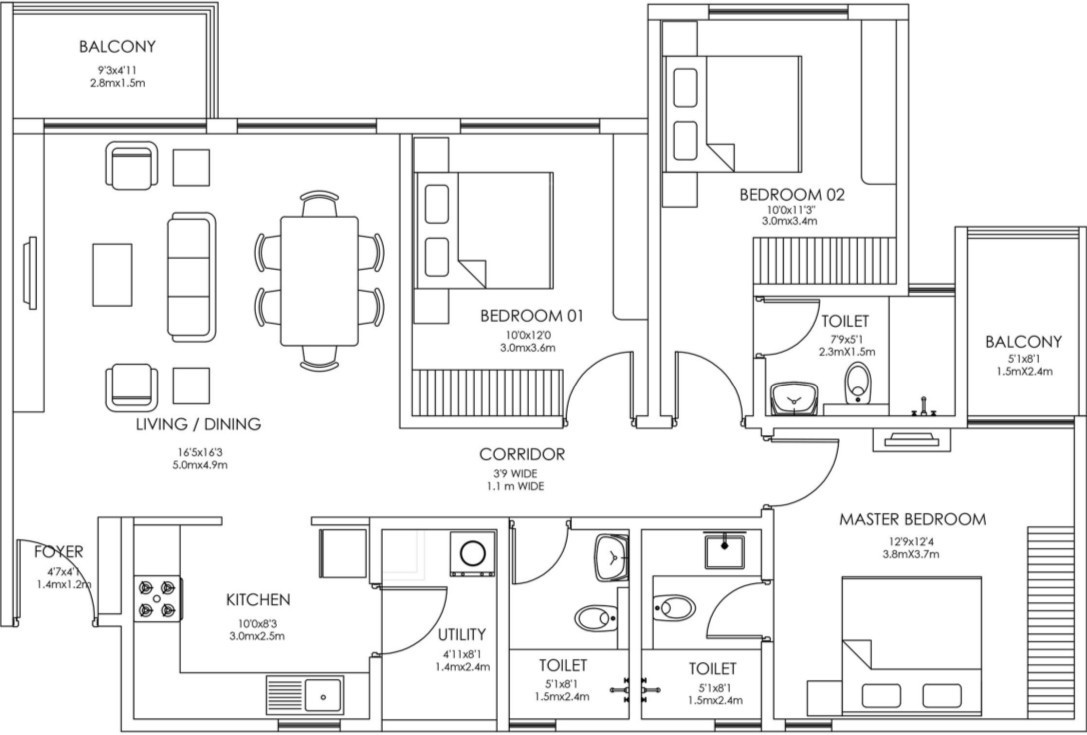 BALCONY
9'3x4'11
2.8mx1.5m
BEDROOM 02
10'0x11'3"
3.0mx3.4m
BEDROOM 01
10'0x12'0
3.0mx3.6m
TOILET
7'9x5'1
2.3mX1.5m
BALCONY
5'1x8'1
1.5mX2.4m
LIVING / DINING
16'5x16'3
5.0mx4.9m
CORRIDOR
3'9 WIDE
1.1 m WIDE
MASTER BEDROOM
12'9x12'4
3.8mX3.7m
FOYER
4'7x4'1
1.4mx1.2m
KITCHEN
10'0x8'3
3.0mx2.5m
UTILITY
4'11x8'1
1.4mx2.4m
TOILET
5'1x8'1
1.5mx2.4m
TOILET
5'1x8'1
1.5mx2.4m